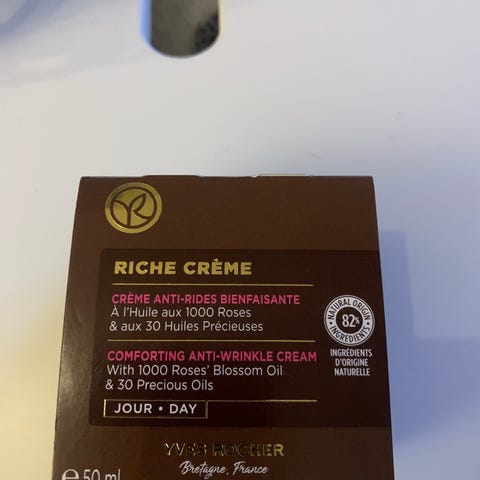 RICHE CRÈME
CRÈME ANTI-RIDES BIENFAISANTE
À l'Huile aux 1000 Roses
& aux 30 Huiles Précieuses
COMFORTING ANTI-WRINKLE CREAM
With 1000 Roses' Blossom Oil
& 30 Precious Oils
JOUR • DAY
NATURAL ORIGIN
82%
INGREDIENTS
INGRÉDIENTS
D'ORIGINE
NATURELLE
YVES ROCHER
Bretagne, France
℮ 50 ml